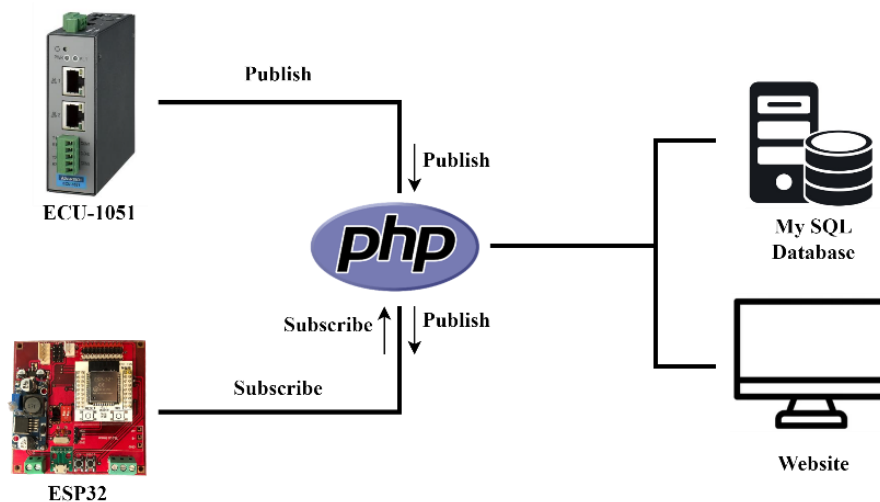 Publish
ECU-1051
Publish
php
My SQL
Database
Subscribe
Publish
Subscribe
ESP32
Website